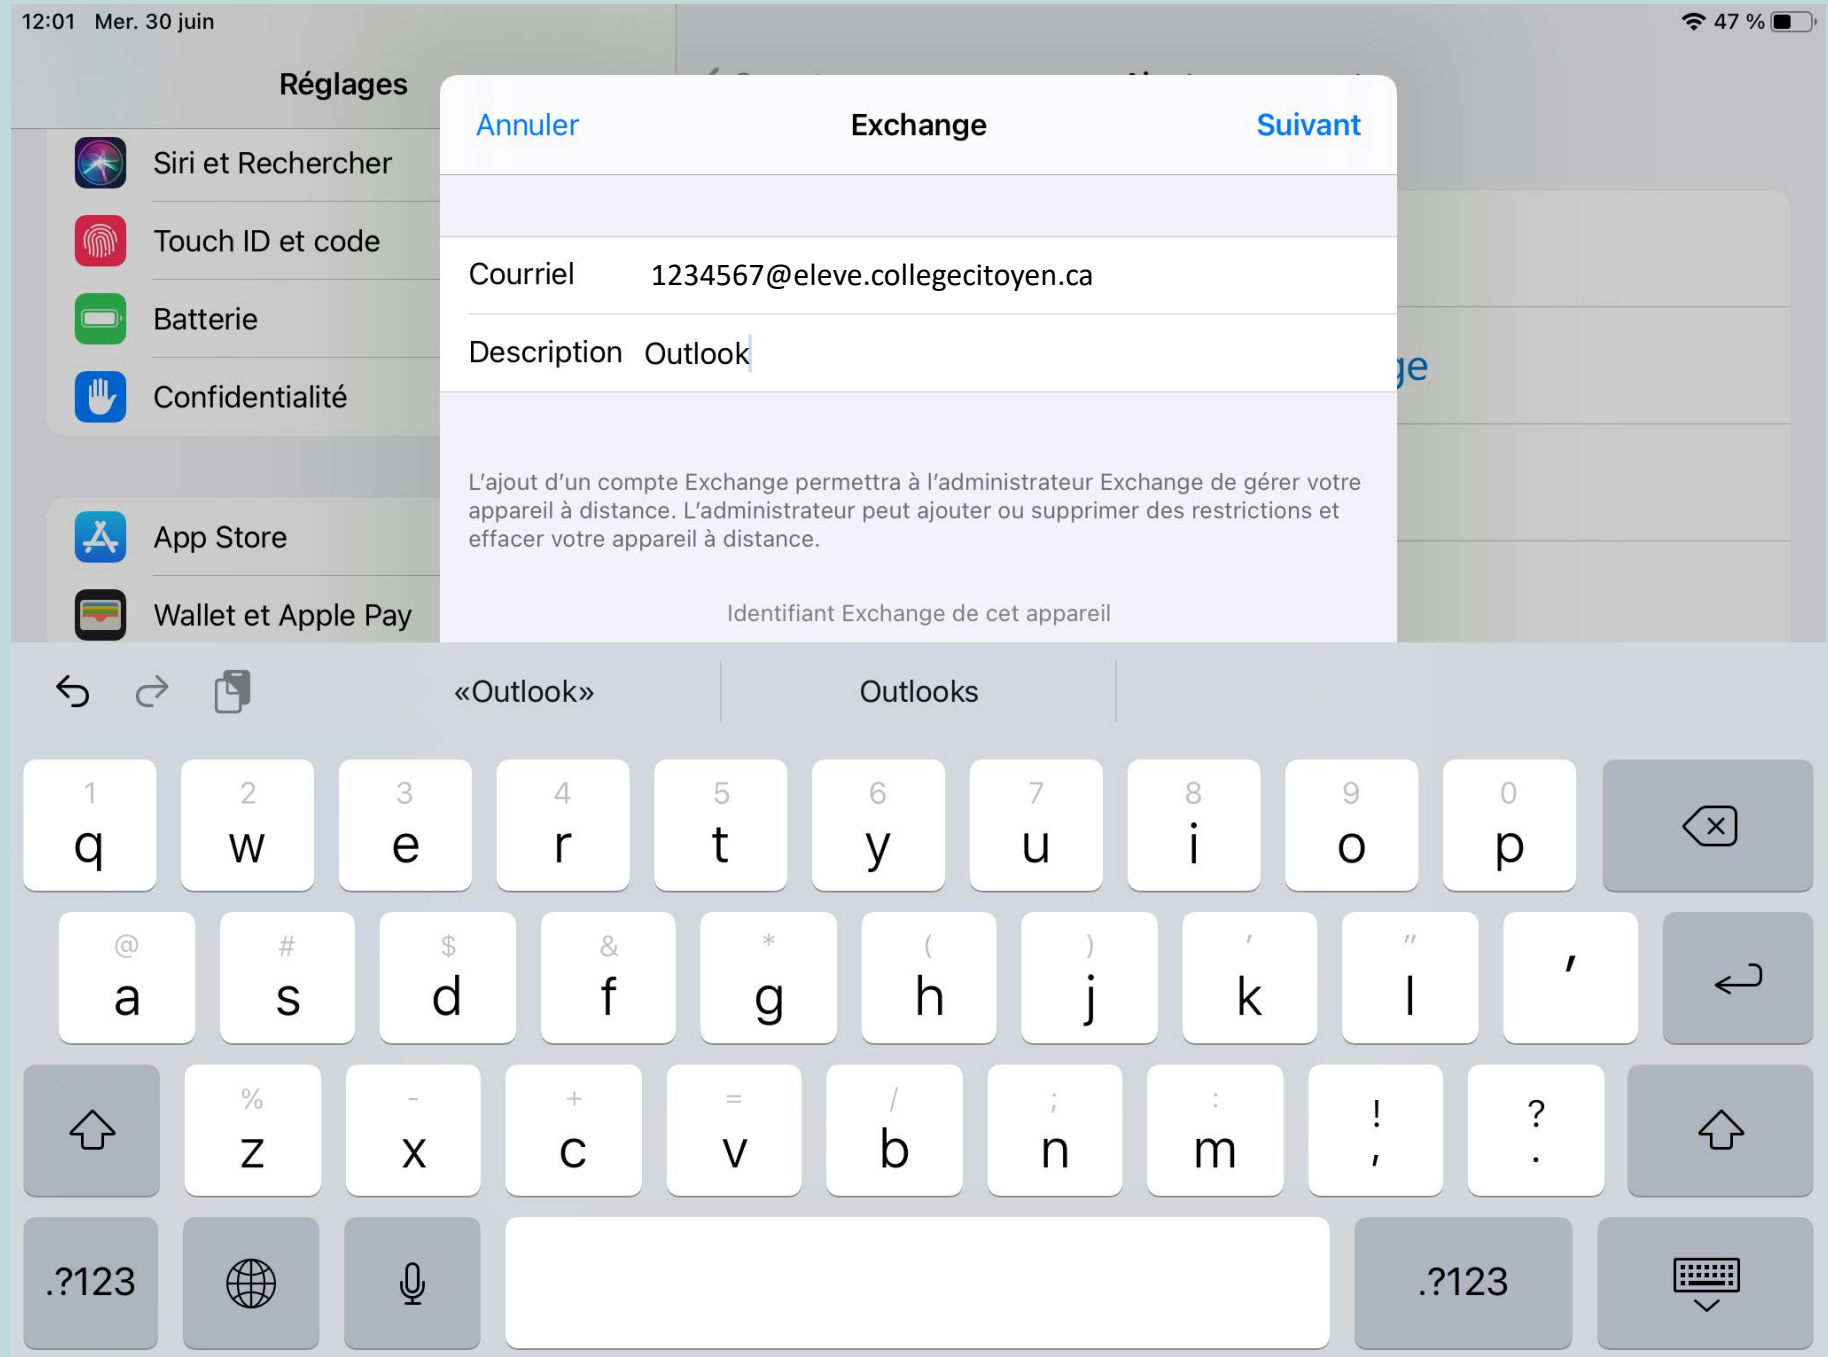 12:01 Mer. 30 juin
47 %
Réglages
Annuler
Exchange
Suivant
Siri et Rechercher
Touch ID et code
Batterie
Confidentialité
Courriel 1234567@eleve.collegecitoyen.ca
Description Outlook
ge
L'ajout d'un compte Exchange permettra à l'administrateur Exchange de gérer votre
appareil à distance. L'administrateur peut ajouter ou supprimer des restrictions et
effacer votre appareil à distance.
Identifiant Exchange de cet appareil
App Store
Wallet et Apple Pay
«Outlook» Outlooks
1 2 3 4 5 6 7 8 9 0
q w e r t y u i o p
@ # $ & * ( ) ' "
a s d f g h j k l '
% - + = / ; : ! ?
z x c v b n m , .
.?123 .?123